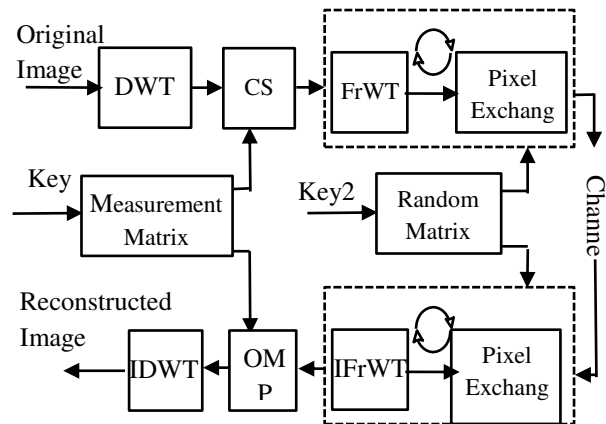 Original
Image
DWT
CS
FrWT
Pixel
Exchang
Key
Measurement
Matrix
Key2
Random
Matrix
Channe
Reconstructed
Image
IDWT
OM
P
IFrWT
Pixel
Exchang